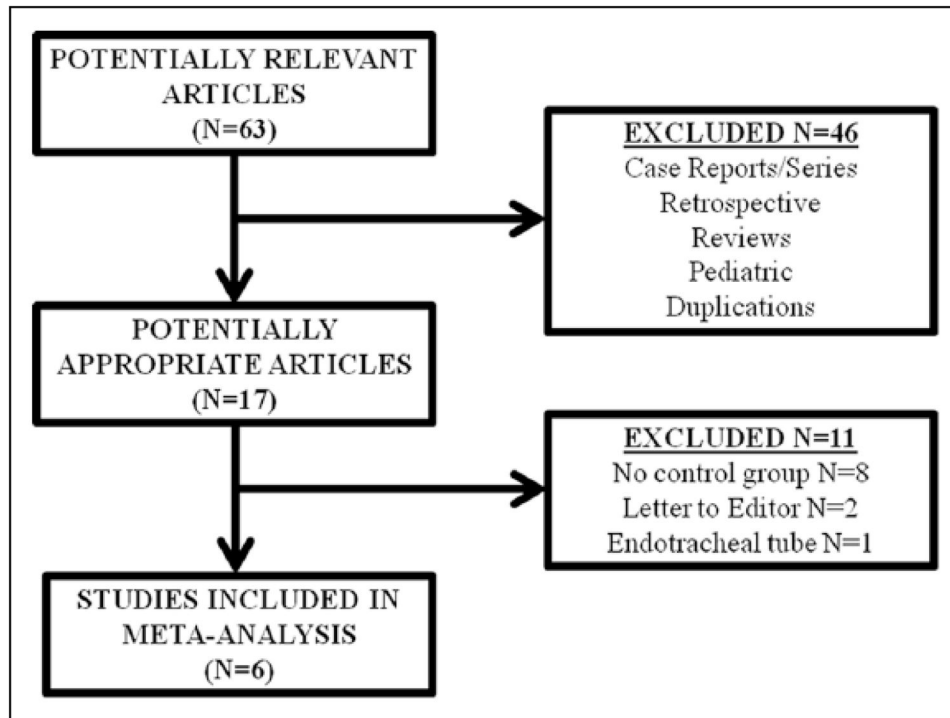 POTENTIALLY RELEVANT
ARTICLES
(N=63)
EXCLUDED N=46
Case Reports/Series
Retrospective
Reviews
Pediatric
Duplications
POTENTIALLY
APPROPRIATE ARTICLES
(N=17)
EXCLUDED N=11
No control group N=8
Letter to Editor N=2
Endotracheal tube N=1
STUDIES INCLUDED IN
META-ANALYSIS
(N=6)